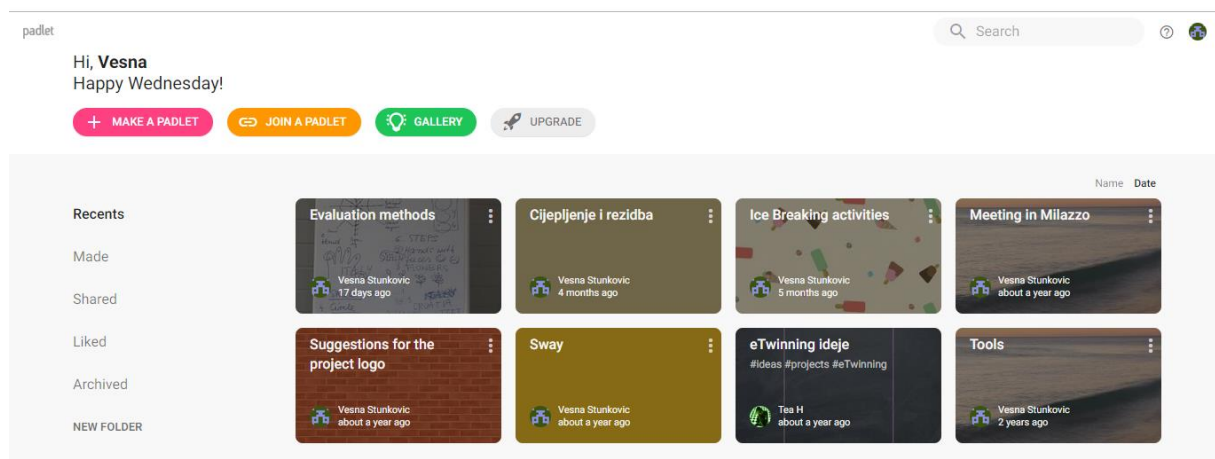 padlet
Search
Hi, Vesna
Happy Wednesday!
MAKE A PADLET
JOIN A PADLET
GALLERY
UPGRADE
Name Date
Recents
Made
Shared
Liked
Archived
NEW FOLDER
Evaluation methods
Vesna Stunkovic
17 days ago
Cijepljenje i rezidba
Vesna Stunkovic
4 months ago
Ice Breaking activities
Vesna Stunkovic
5 months ago
Meeting in Milazzo
Vesna Stunkovic
about a year ago
Suggestions for the
project logo
Vesna Stunkovic
about a year ago
Sway
Vesna Stunkovic
about a year ago
eTwinning ideje
#ideas #projects #eTwinning
Tea H
about a year ago
Tools
Vesna Stunkovic
2 years ago